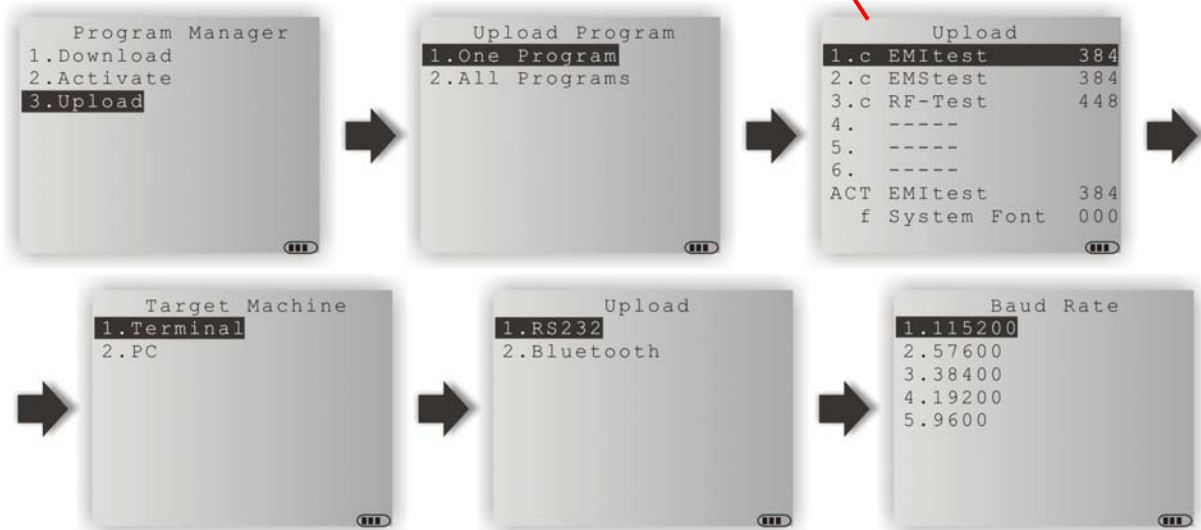 Program Manager
1.Download
2.Activate
3.Upload
Upload Program
1.One Program
2.All Programs
Upload
1.c EMItest 384
2.c EMStest 384
3.c RF-Test 448
4. -----
5. -----
6. -----
ACT EMItest 384
f System Font 000
Target Machine
1.Terminal
2.PC
Upload
1.RS232
2.Bluetooth
Baud Rate
1.115200
2.57600
3.38400
4.19200
5.9600